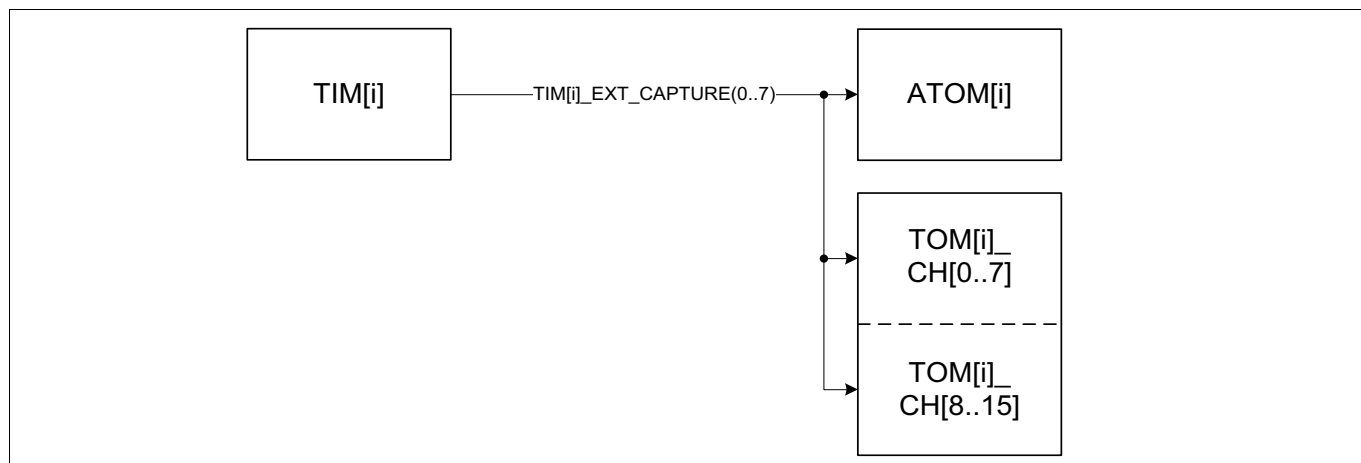 TIM[i]
TIM[i]_EXT_CAPTURE(0..7)
ATOM[i]
TOM[i]_
CH[0..7]
TOM[i]_
CH[8..15]